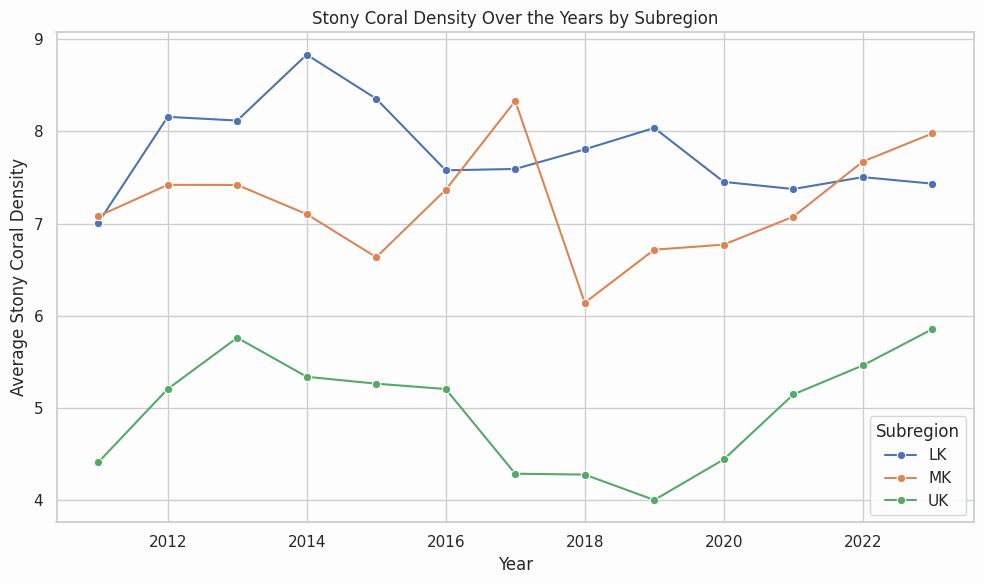 Stony Coral Density Over the Years by Subregion
Average Stony Coral Density
9
8
7
6
5
4
2012
2014
2016
2018
2020
2022
Year
Subregion
LK
MK
UK